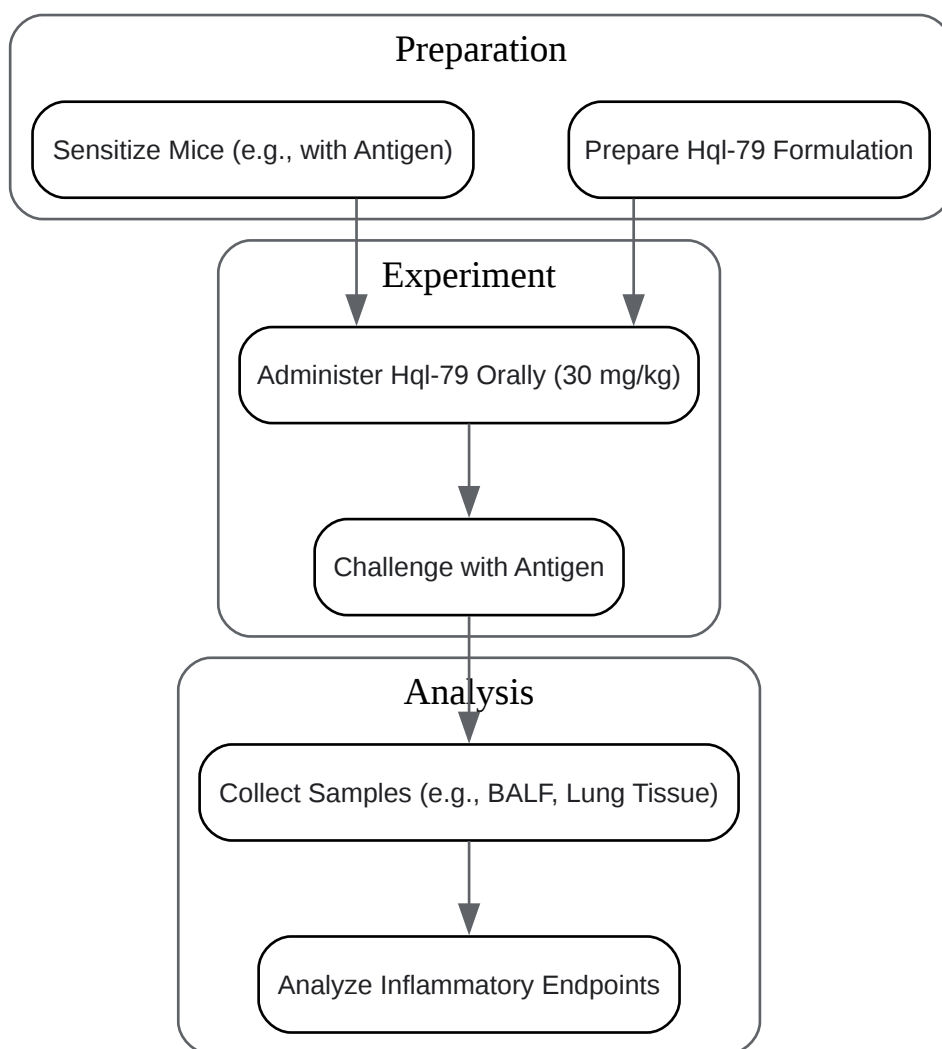 Preparation
Sensitize Mice (e.g., with Antigen)
Prepare Hql-79 Formulation
Experiment
Administer Hql-79 Orally (30 mg/kg)
Challenge with Antigen
Analysis
Collect Samples (e.g., BALF, Lung Tissue)
Analyze Inflammatory Endpoints